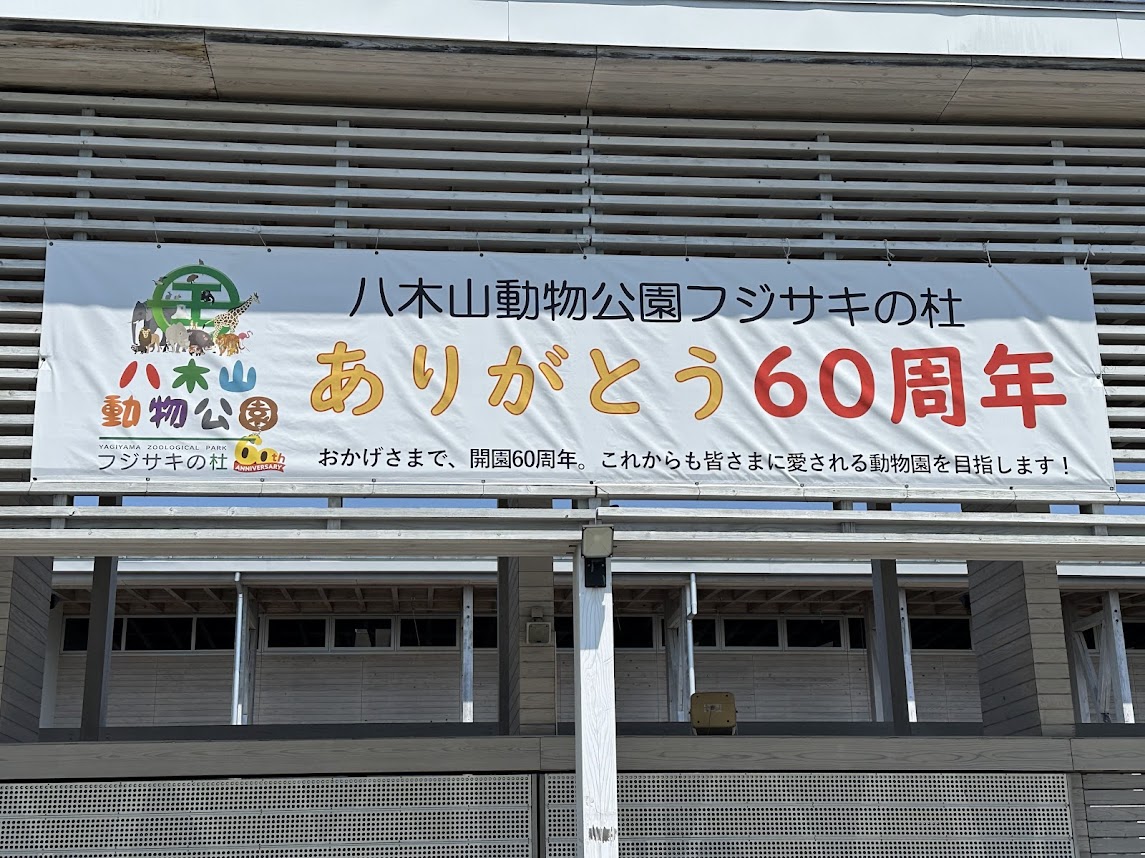 八木山
動物公園
YAGIYAMA ZOOLOGICAL PARK
フジサキの杜
60th
ANNIVERSARY
八木山動物公園フジサキの杜
ありがとう60周年
おかげさまで、開園60周年。これからも皆さまに愛される動物園を目指します！